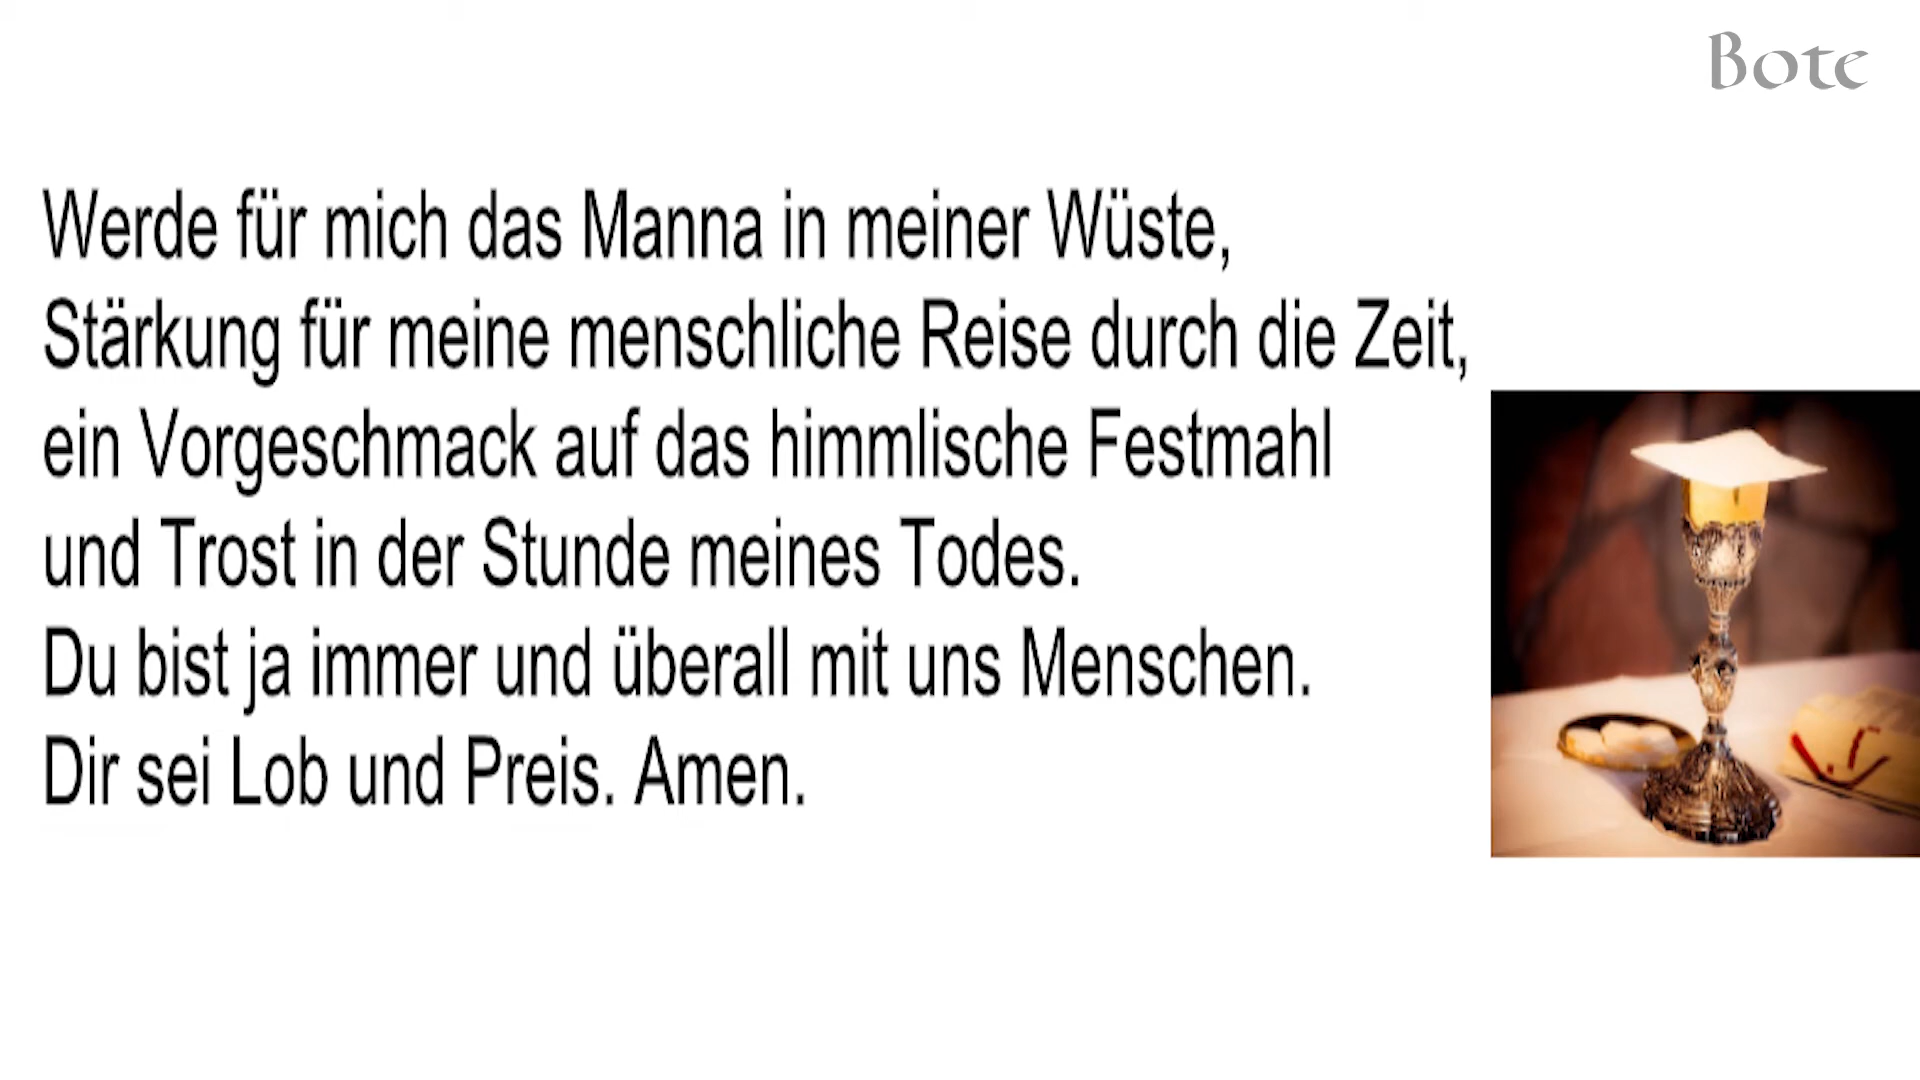 Bote
Werde für mich das Manna in meiner Wüste,
Stärkung für meine menschliche Reise durch die Zeit,
ein Vorgeschmack auf das himmlische Festmahl
und Trost in der Stunde meines Todes.
Du bist ja immer und überall mit uns Menschen.
Dir sei Lob und Preis. Amen.